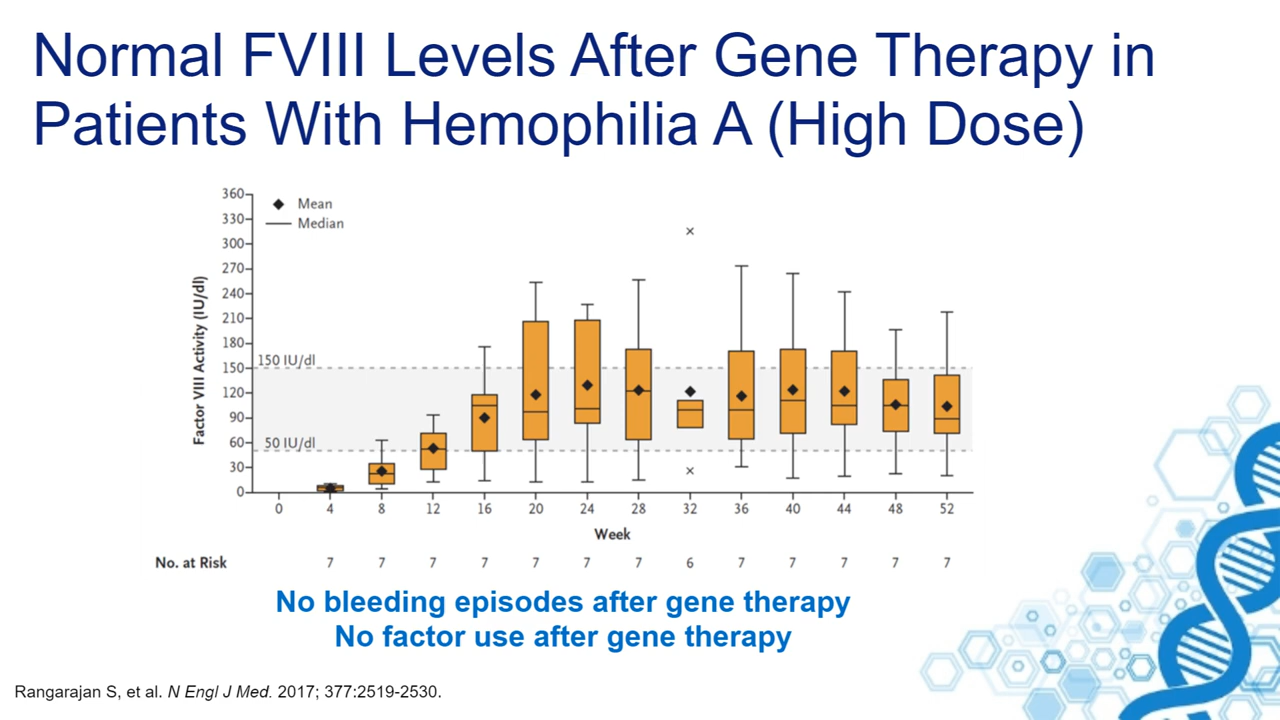 Normal FVIII Levels After Gene Therapy in
Patients With Hemophilia A (High Dose)
Factor VIII Activity (IU/dl)
360
330
300
270
240
210
180
150
120
90
60
30
0
Mean
Median
150 IU/dl
50 IU/dl
0 4 8 12 16 20 24 28 32 36 40 44 48 52
Week
No. at Risk 7 7 7 7 7 7 7 6 7 7 7 7 7
No bleeding episodes after gene therapy
No factor use after gene therapy
Rangarajan S, et al. N Engl J Med. 2017; 377:2519-2530.